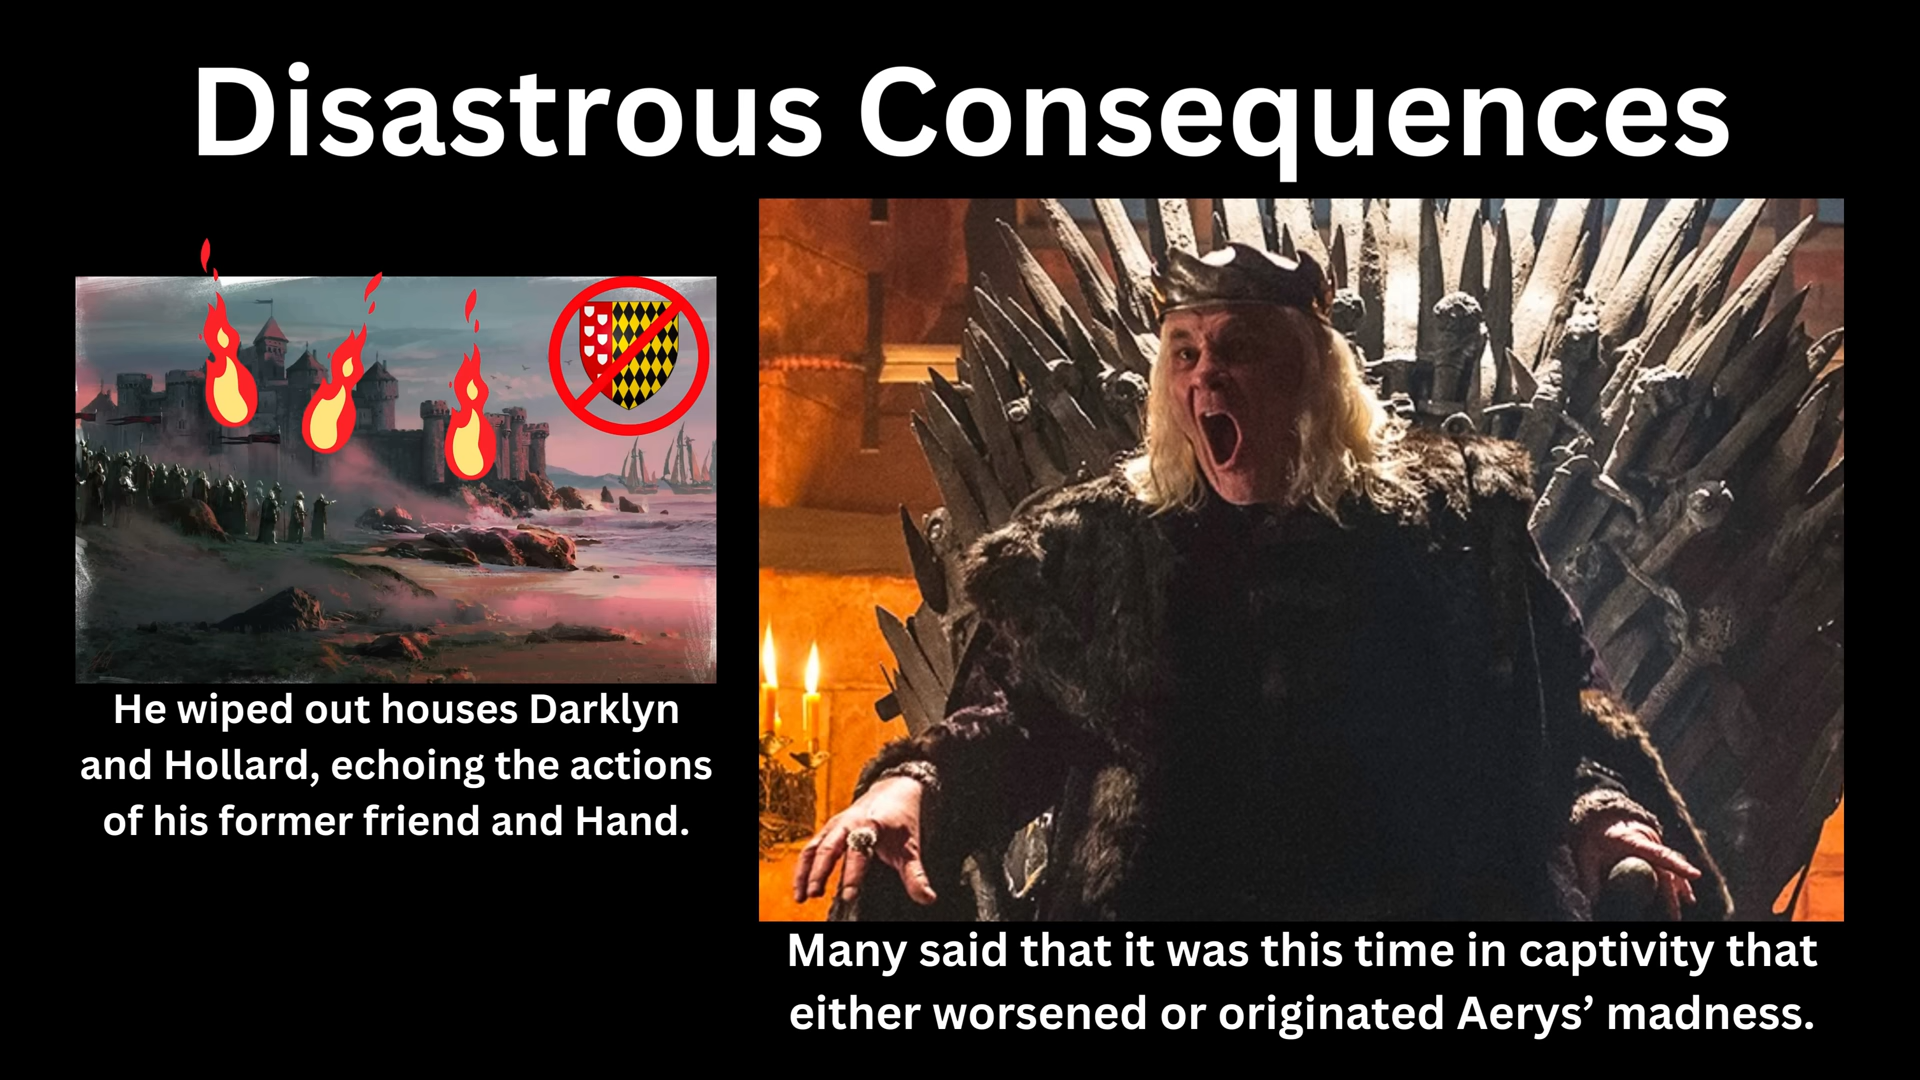 Disastrous Consequences
He wiped out houses Darklyn
and Hollard, echoing the actions
of his former friend and Hand.
Many said that it was this time in captivity that
either worsened or originated Aerys’ madness.